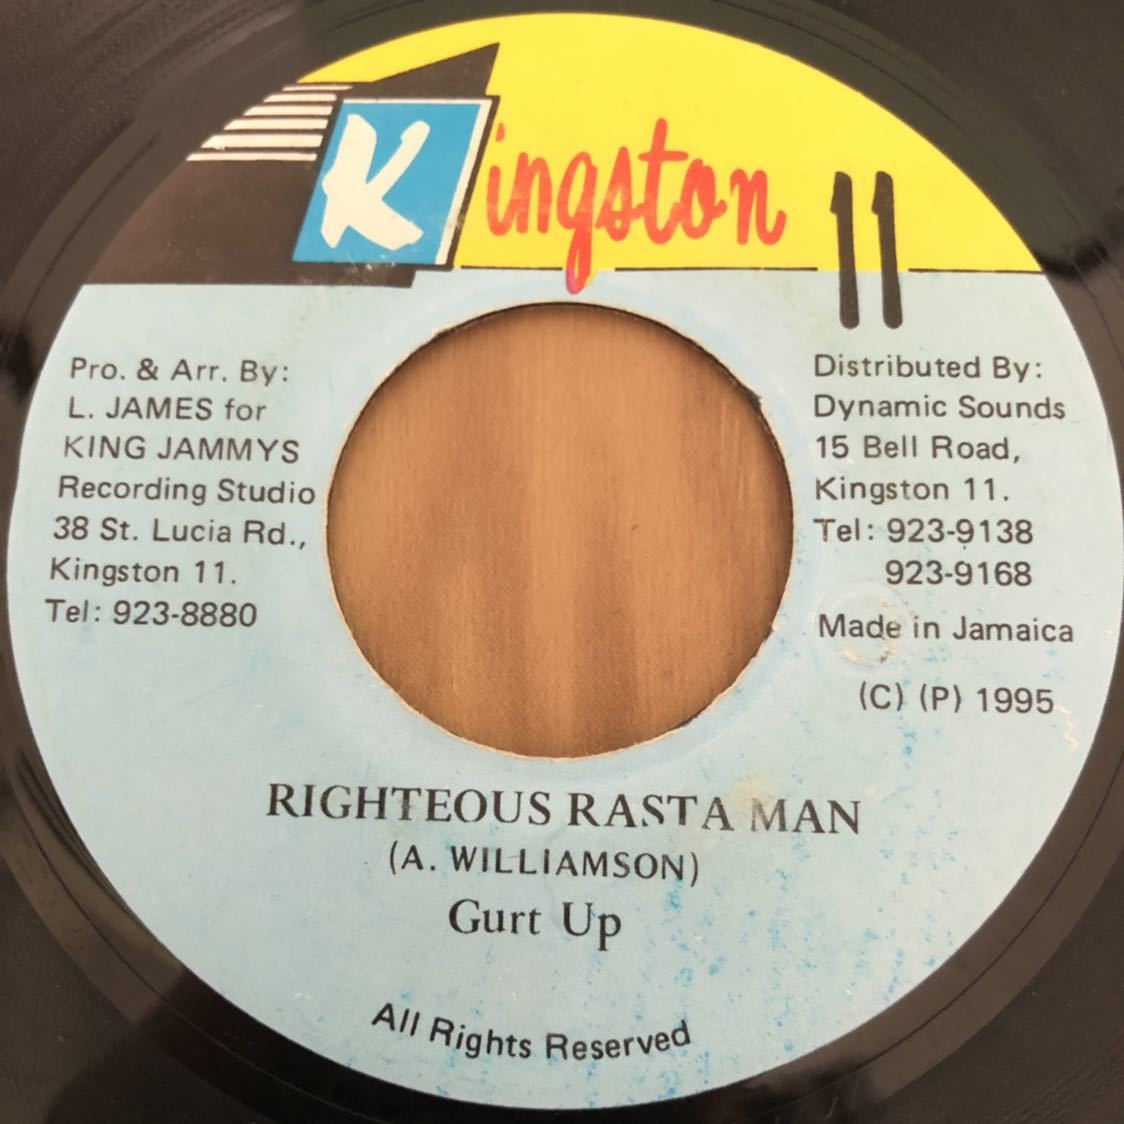 Kingston 11
Pro. & Arr. By:
L. JAMES for
KING JAMMYS
Recording Studio
38 St. Lucia Rd.,
Kingston 11.
Tel: 923-8880
Distributed By:
Dynamic Sounds
15 Bell Road,
Kingston 11.
Tel: 923-9138
923-9168
Made in Jamaica
(C) (P) 1995
RIGHTEOUS RASTA MAN
(A. WILLIAMSON)
Gurt Up
All Rights Reserved